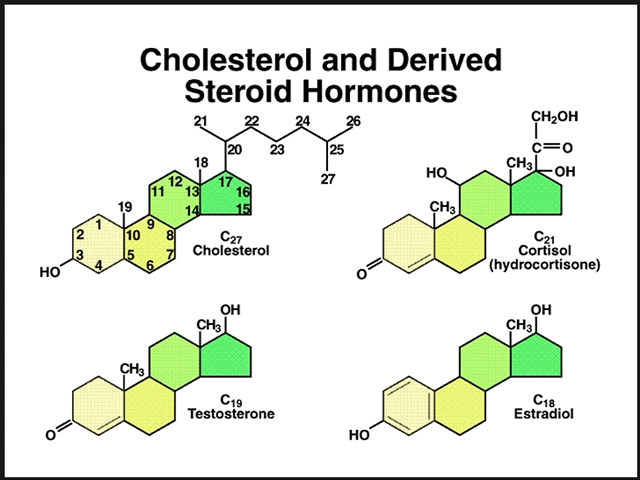 Cholesterol and Derived
Steroid Hormones
21
22
24
26
20
23
25
27
18
12
17
11
13
16
19
14
15
1
9
2
10
8
3
5
7
4
6
HO
C27
Cholesterol
CH2OH
C=O
CH3
OH
HO
CH3
O
C21
Cortisol
(hydrocortisone)
OH
CH3
CH3
O
C19
Testosterone
OH
CH3
HO
C18
Estradiol